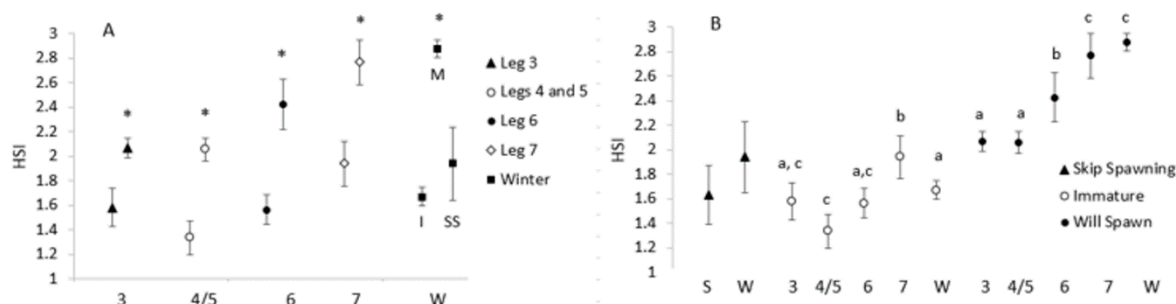 A
3
2.8
2.6
2.4
2.2
2
1.8
1.6
1.4
1.2
1
HSI
* * * * *
M
I SS
3 4/5 6 7 W
Leg 3
Legs 4 and 5
Leg 6
Leg 7
Winter
B
3
2.8
2.6
2.4
2.2
2
1.8
1.6
1.4
1.2
1
HSI
a, c c a,c b a a a b c c
S W 3 4/5 6 7 W 3 4/5 6 7 W
Skip Spawning
Immature
Will Spawn